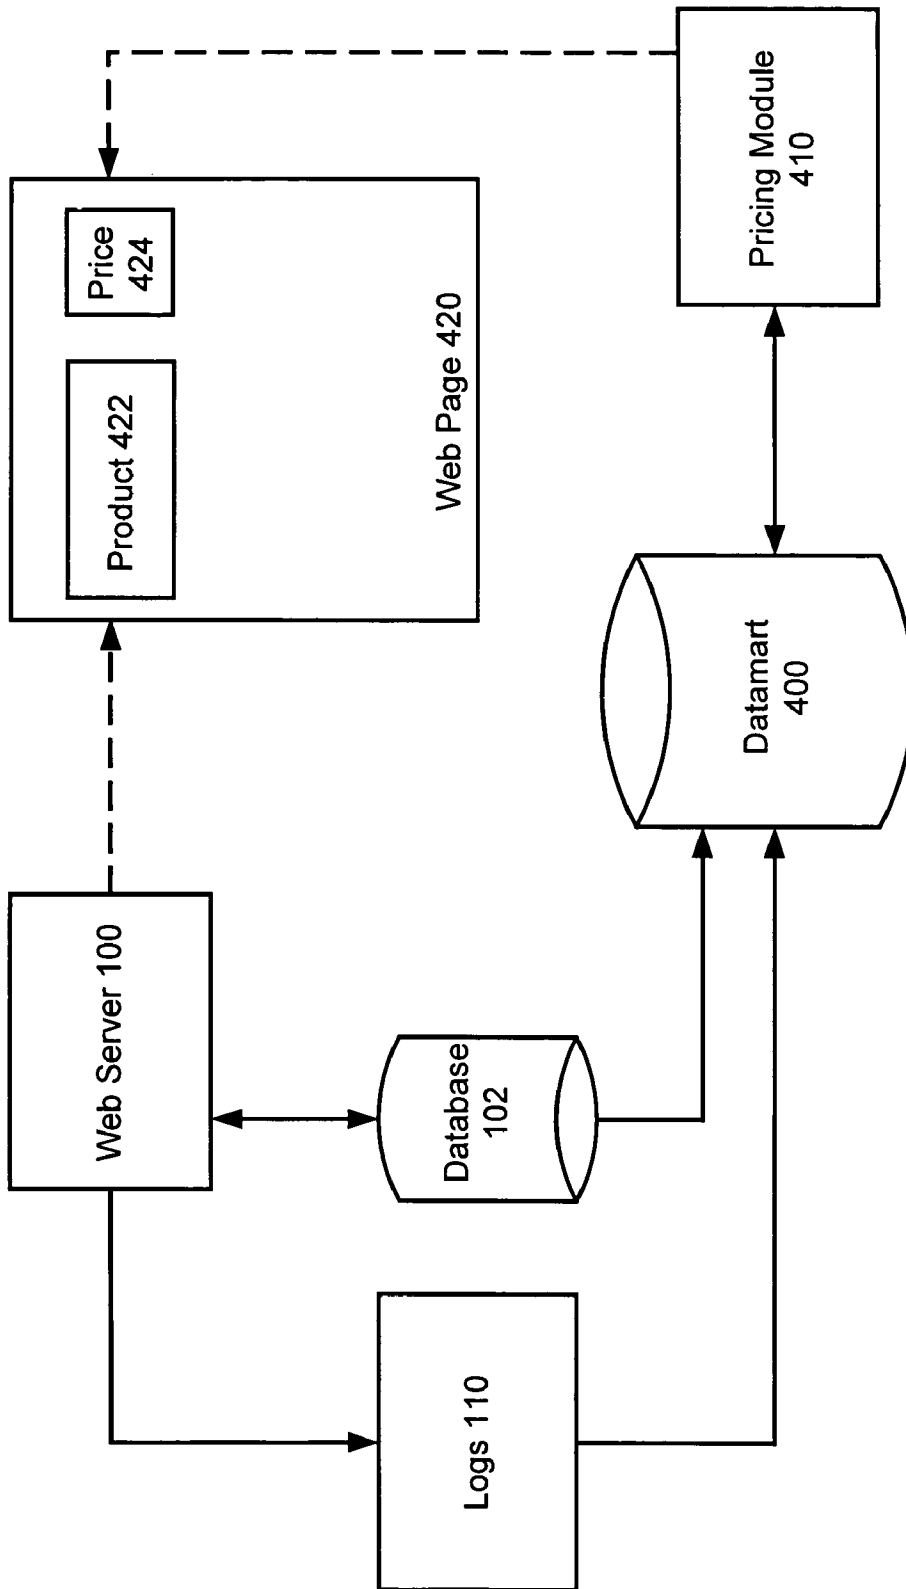 Web Server 100
Product 422
Price
424
Web Page 420
Logs 110
Database
102
Datamart
400
Pricing Module
410